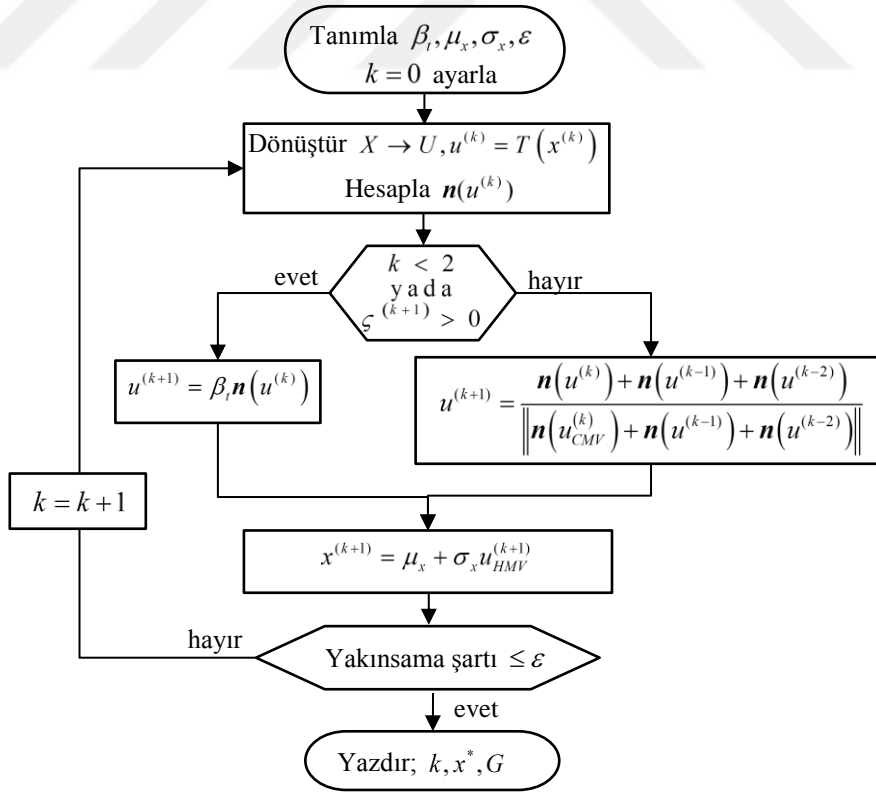 Tanımla β_t, μ_x, σ_x, ε
k = 0 ayarla
Dönüştür X → U, u^(k) = T(x^(k))
Hesapla n(u^(k))
k < 2
yada
ς^(k+1) > 0
evet
hayır
u^(k+1) = β_t n(u^(k))
u^(k+1) = (n(u^(k)) + n(u^(k-1)) + n(u^(k-2))) / ‖n(u_CMV^(k)) + n(u^(k-1)) + n(u^(k-2))‖
k = k + 1
x^(k+1) = μ_x + σ_x u_HMV^(k+1)
hayır
Yakınsama şartı ≤ ε
evet
Yazdır; k, x^*, G